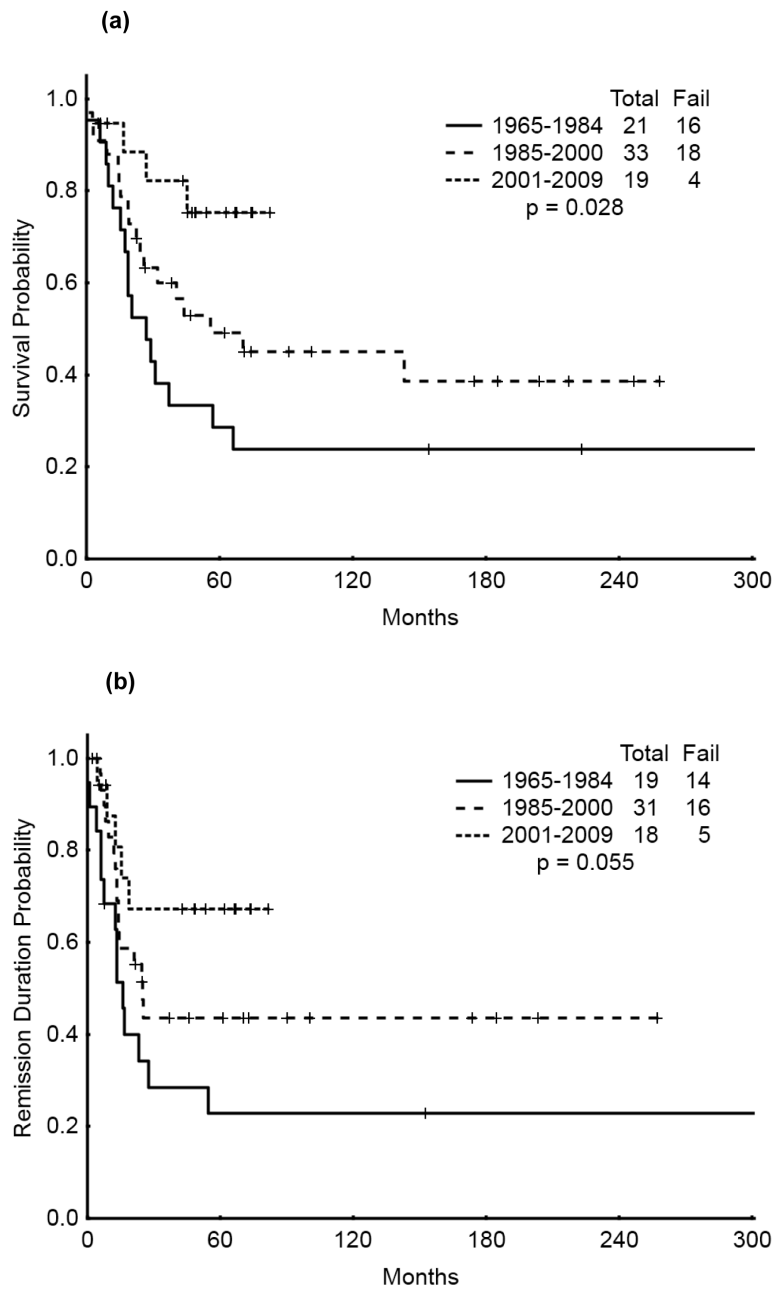 (a)
Total Fail
1965-1984 21 16
1985-2000 33 18
2001-2009 19 4
p = 0.028
Survival Probability
1.0
0.8
0.6
0.4
0.2
0.0
0 60 120 180 240 300
Months
(b)
Total Fail
1965-1984 19 14
1985-2000 31 16
2001-2009 18 5
p = 0.055
Remission Duration Probability
1.0
0.8
0.6
0.4
0.2
0.0
0 60 120 180 240 300
Months